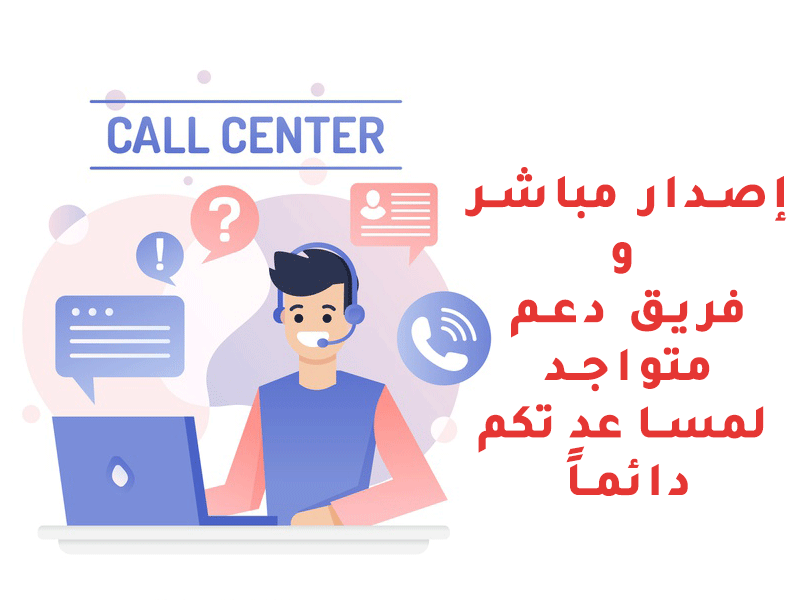 CALL CENTER
إصدار مباشر
و
فريق دعم
متواجد
لمساعدتكم
دائماً